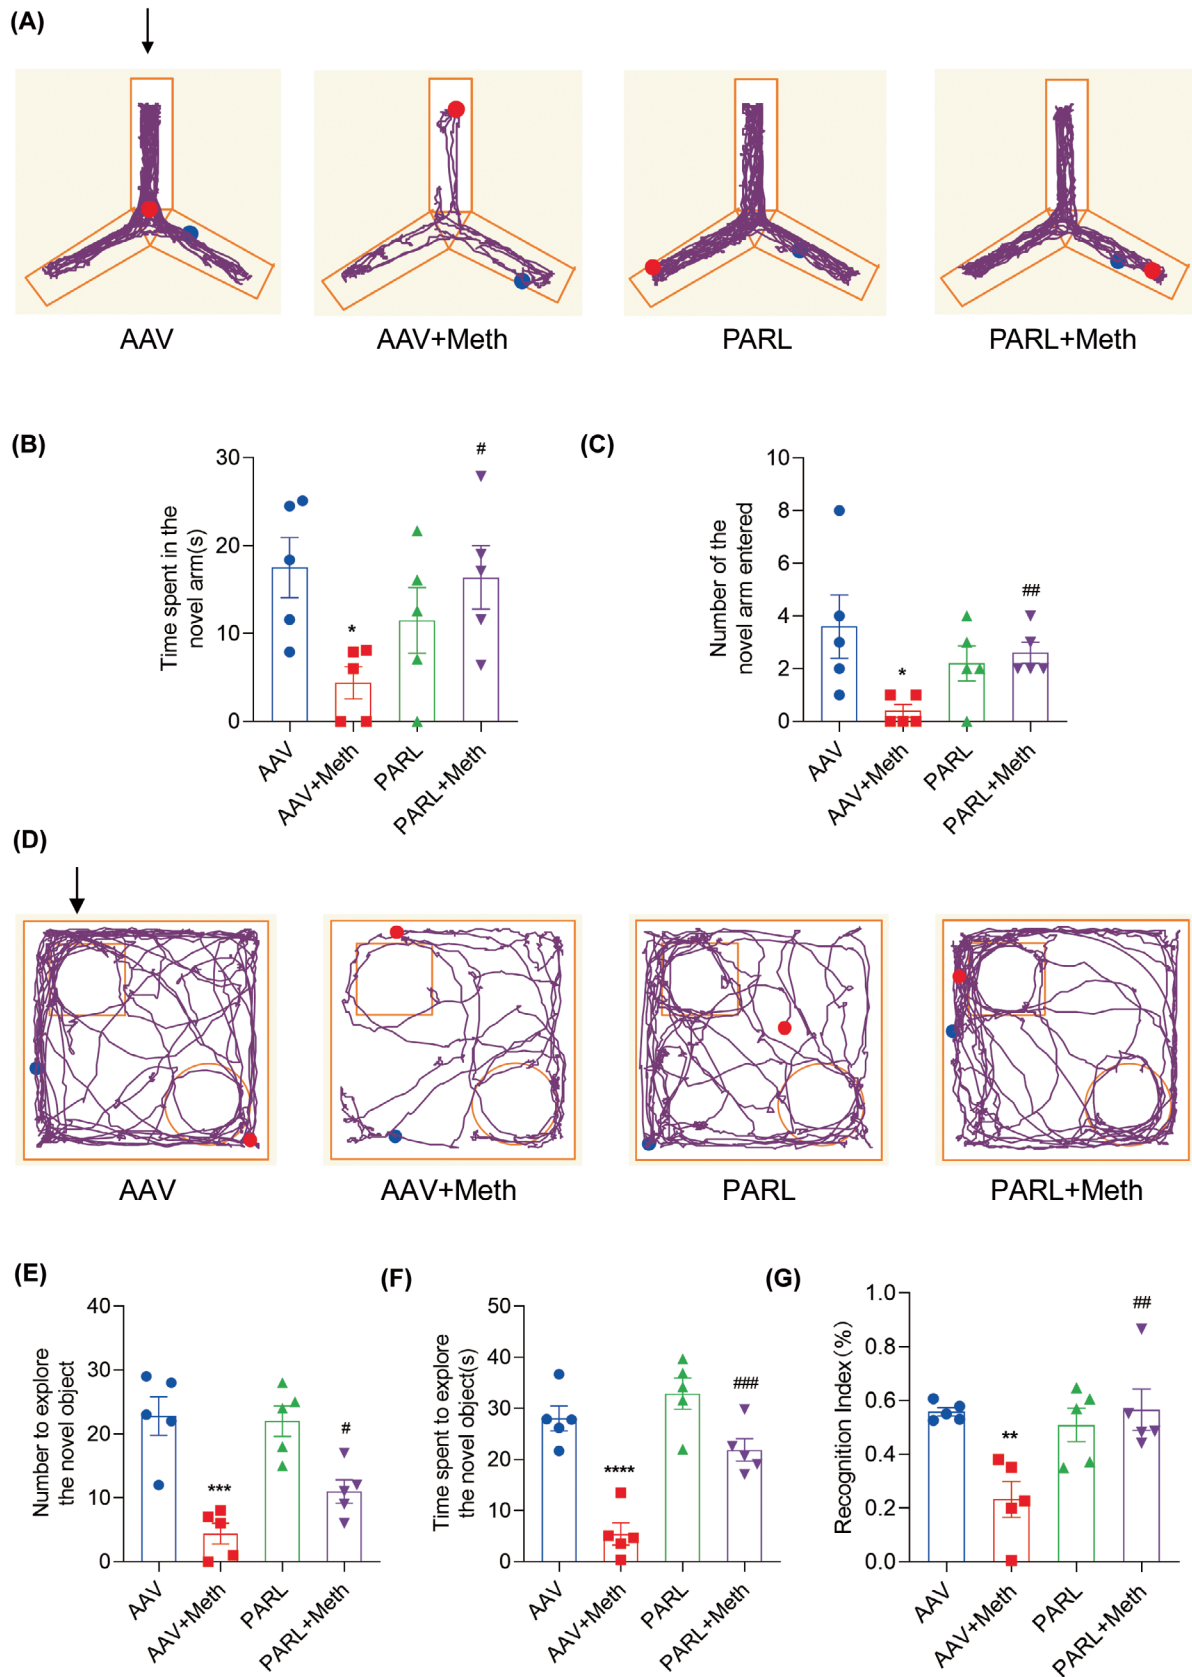 (A)
AAV
AAV+Meth
PARL
PARL+Meth
(B)
Time spent in the
novel arm(s)
30
20
10
0
*
#
AAV
AAV+Meth
PARL
PARL+Meth
(C)
Number of the
novel arm entered
10
8
6
4
2
0
*
##
AAV
AAV+Meth
PARL
PARL+Meth
(D)
AAV
AAV+Meth
PARL
PARL+Meth
(E)
Number to explore
the novel object
40
30
20
10
0
***
#
AAV
AAV+Meth
PARL
PARL+Meth
(F)
Time spent to explore
the novel object(s)
50
40
30
20
10
0
****
###
AAV
AAV+Meth
PARL
PARL+Meth
(G)
Recognition Index(%)
1.0
0.8
0.6
0.4
0.2
0.0
**
##
AAV
AAV+Meth
PARL
PARL+Meth